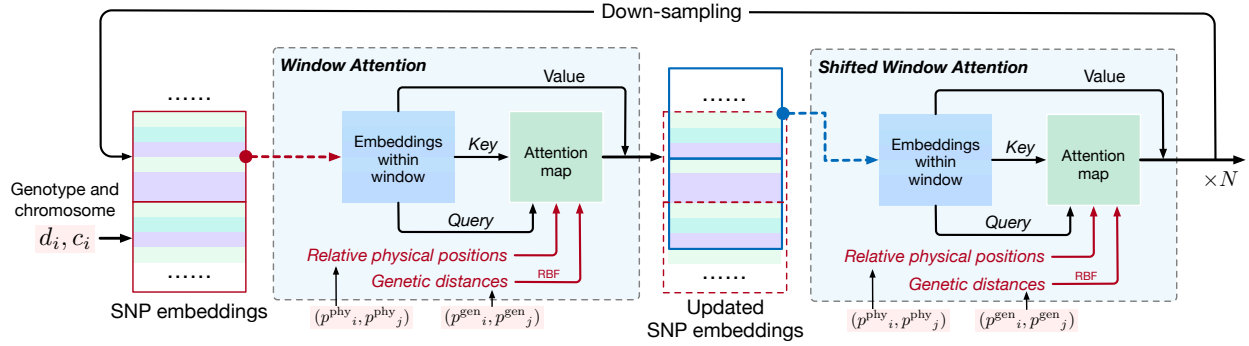 Down-sampling
Window Attention
Value
Embeddings
within
window
Key
Attention
map
Query
Relative physical positions
Genetic distances
RBF
(p^phy_i, p^phy_j)
(p^gen_i, p^gen_j)
......
Genotype and
chromosome
d_i, c_i
......
SNP embeddings
......
......
Updated
SNP embeddings
Shifted Window Attention
Value
Embeddings
within
window
Key
Attention
map
Query
Relative physical positions
Genetic distances
RBF
(p^phy_i, p^phy_j)
(p^gen_i, p^gen_j)
×N